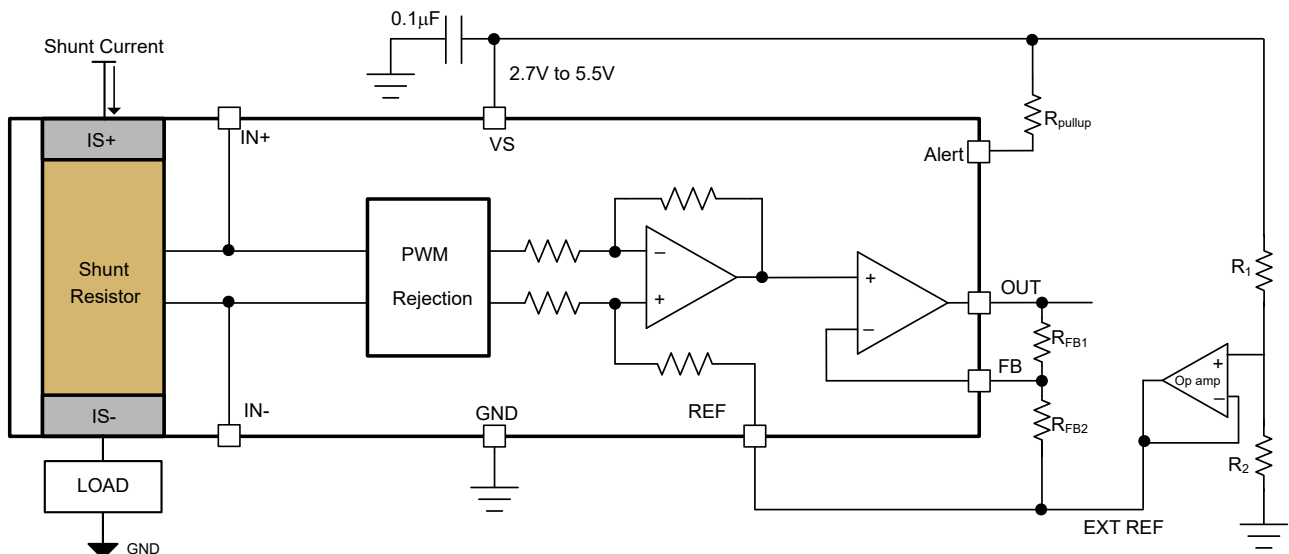 0.1µF
Shunt Current
2.7V to 5.5V
IS+
IN+
VS
Alert
Rpullup
PWM
Rejection
–
+
Shunt
Resistor
+
–
OUT
RFB1
R1
FB
+
Op amp
–
IS-
IN-
GND
REF
RFB2
R2
LOAD
EXT REF
GND